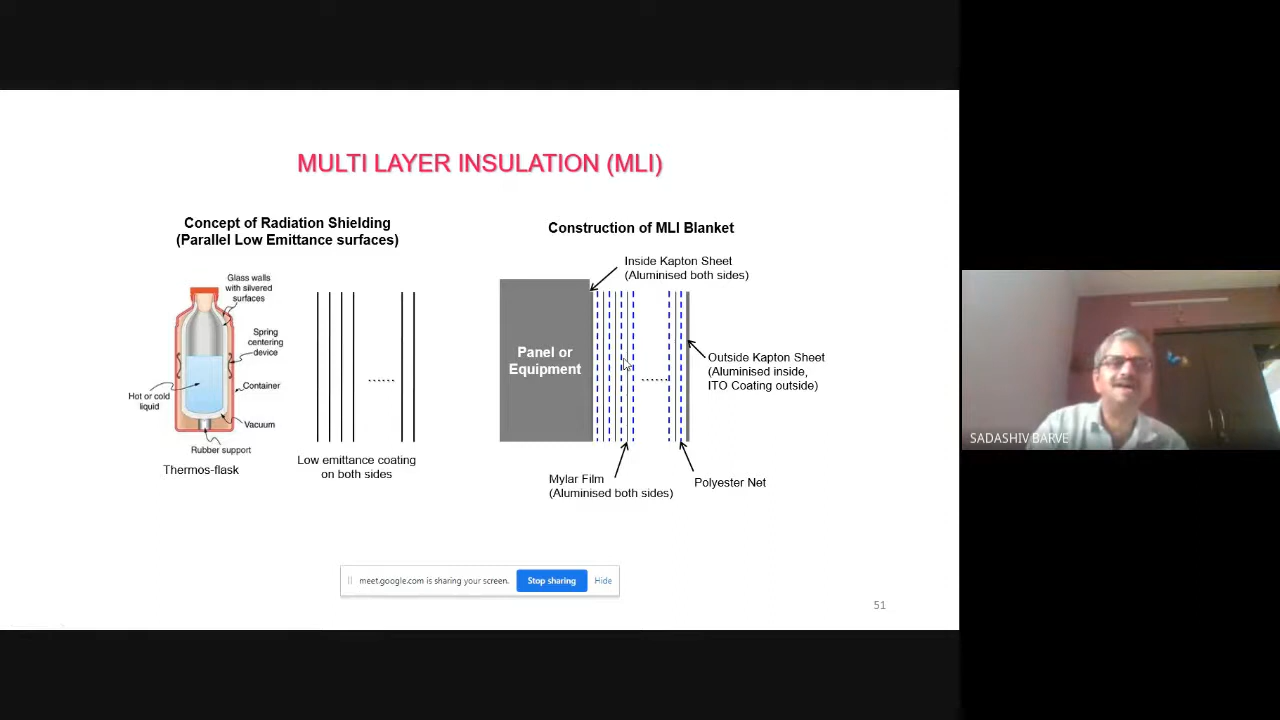 MULTI LAYER INSULATION (MLI)
Concept of Radiation Shielding
(Parallel Low Emittance surfaces)
Glass walls
with silvered
surfaces
Spring
centering
device
Container
Hot or cold
liquid
Vacuum
Rubber support
Thermos-flask
......
Low emittance coating
on both sides
Construction of MLI Blanket
Inside Kapton Sheet
(Aluminised both sides)
Panel or
Equipment
......
Outside Kapton Sheet
(Aluminised inside,
ITO Coating outside)
Mylar Film
(Aluminised both sides)
Polyester Net
meet.google.com is sharing your screen.
Stop sharing
Hide
51
SADASHIV BARVE